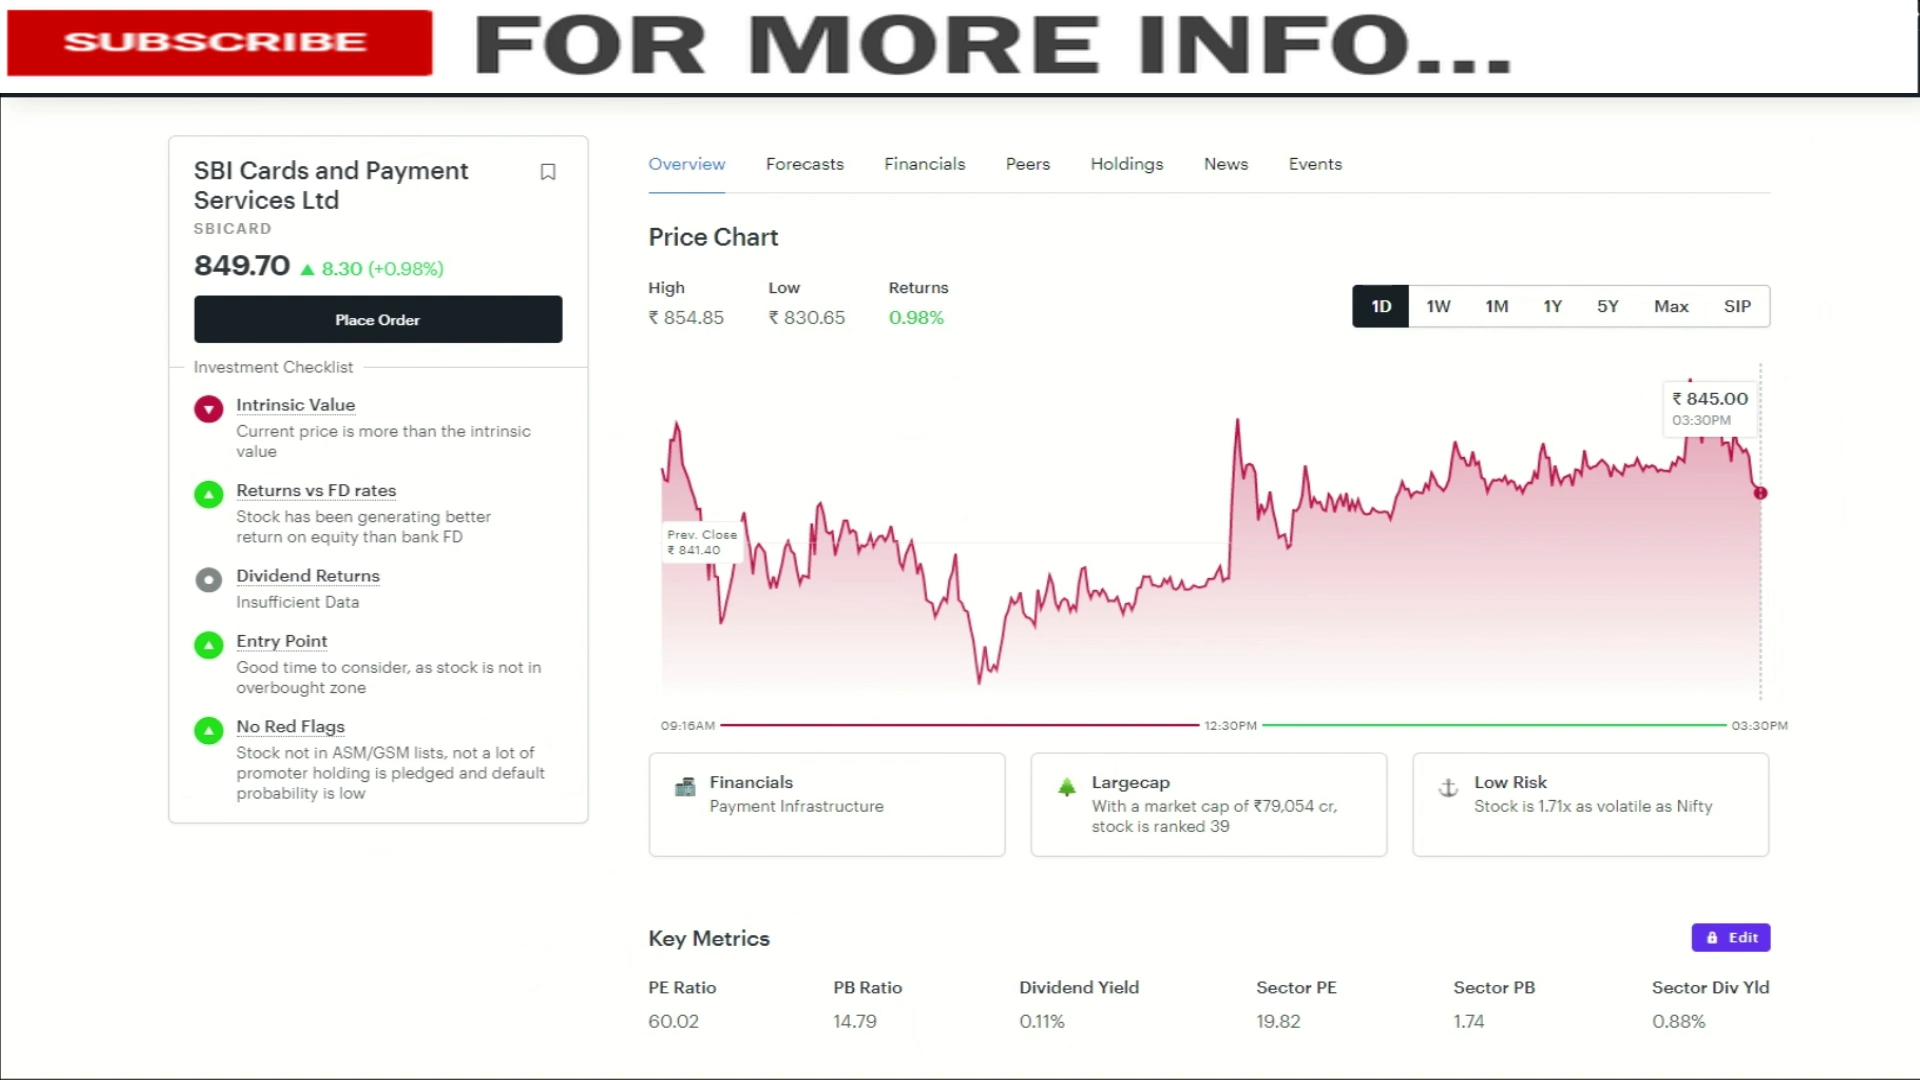 SUBSCRIBE
FOR MORE INFO...
SBI Cards and Payment
Services Ltd
SBICARD
849.70 ▲ 8.30 (+0.98%)
Place Order
Investment Checklist
Intrinsic Value
Current price is more than the intrinsic
value
Returns vs FD rates
Stock has been generating better
return on equity than bank FD
Dividend Returns
Insufficient Data
Entry Point
Good time to consider, as stock is not in
overbought zone
No Red Flags
Stock not in ASM/GSM lists, not a lot of
promoter holding is pledged and default
probability is low
Overview Forecasts Financials Peers Holdings News Events
Price Chart
High Low Returns
₹ 854.85 ₹ 830.65 0.98%
1D 1W 1M 1Y 5Y Max SIP
₹ 845.00
03:30PM
Prev. Close
₹ 841.40
09:16AM 12:30PM 03:30PM
Financials
Payment Infrastructure
Largecap
With a market cap of ₹79,054 cr,
stock is ranked 39
Low Risk
Stock is 1.71x as volatile as Nifty
Key Metrics
Edit
PE Ratio PB Ratio Dividend Yield Sector PE Sector PB Sector Div Yld
60.02 14.79 0.11% 19.82 1.74 0.88%